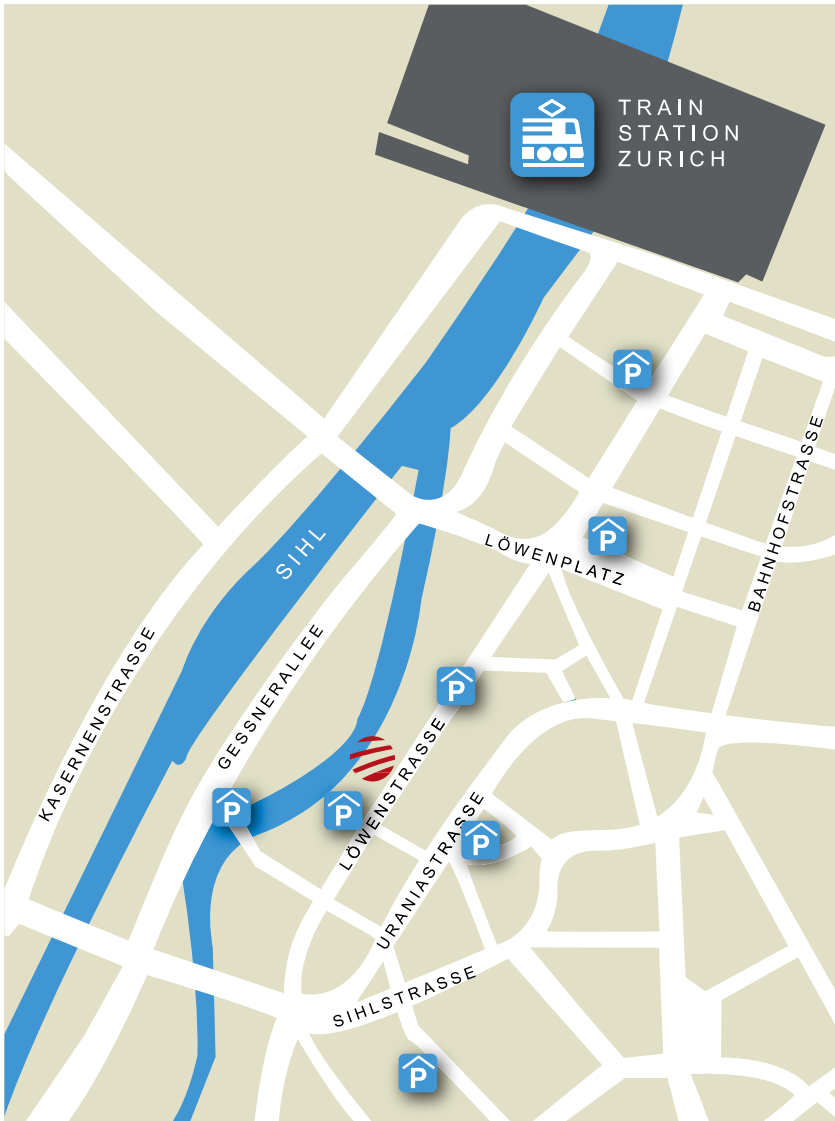 TRAIN
STATION
ZURICH
P
BAHNHOFSTRASSE
P
LÖWENPLATZ
SIHL
KASERNENSTRASSE
GESSNERALLEE
P
LÖWENSTRASSE
P
P
URANIASTRASSE
P
SIHLSTRASSE
P